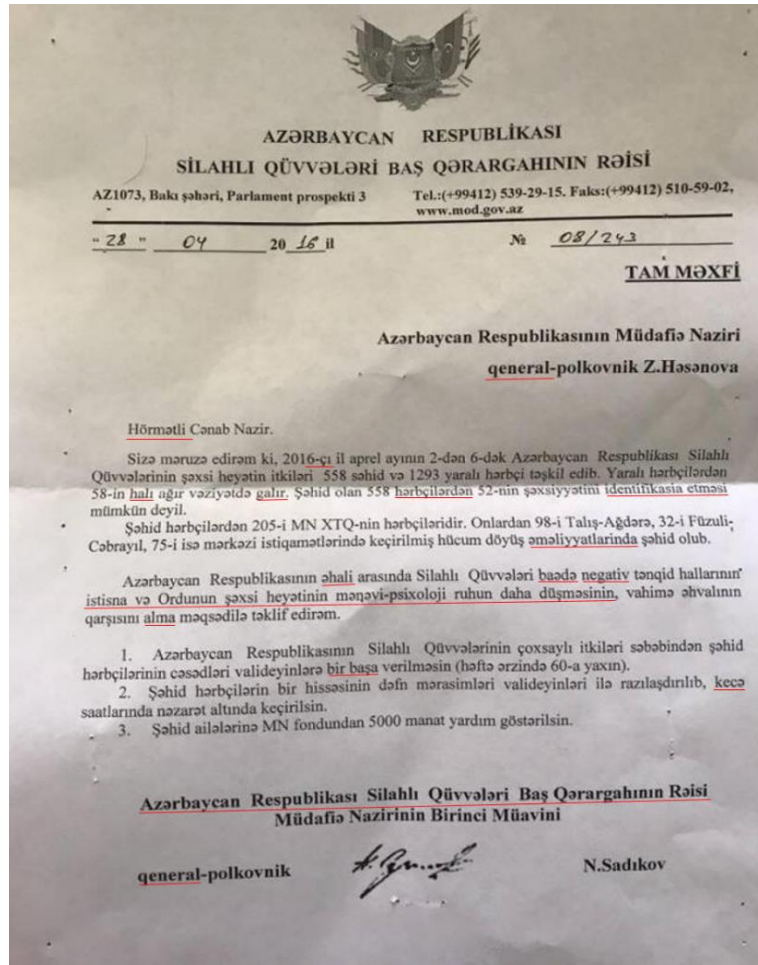 AZƏRBAYCAN RESPUBLİKASI
SİLAHLI QÜVVƏLƏRİ BAŞ QƏRARGAHININ RƏİSİ
AZ1073, Bakı şəhəri, Parlament prospekti 3
Tel.:(+99412) 539-29-15. Faks:(+99412) 510-59-02,
www.mod.gov.az
" 28 " 04 20 16 il
№ 08/243
TAM MƏXFİ
Azərbaycan Respublikasının Müdafiə Naziri
qeneral-polkovnik Z.Həsənova
Hörmətli Cənab Nazir.
Sizə məruzə edirəm ki, 2016-çı il aprel ayının 2-dən 6-dək Azərbaycan Respublikası Silahlı
Qüvvələrinin şəxsi heyətin itkiləri 558 səhid və 1293 yaralı hərbçi təşkil edib. Yaralı hərbçilərdən
58-in halı ağır vəziyətdə galır. Şəhid olan 558 hərbçilərdən 52-nin şəxsiyyətini identifikasia etməsi
mümkün deyil.
Şəhid hərbçilərdən 205-i MN XTQ-nin hərbçiləridir. Onlardan 98-i Talış-Ağdərə, 32-i Füzuli-
Cəbrayıl, 75-i isə mərkəzi istiqamətlərində keçirilmiş hücum döyüş əməliyyatlarinda şəhid olub.
Azərbaycan Respublikasının əhali arasında Silahlı Qüvvələri baədə negativ tənqid hallarının
istisna və Ordunun şəxsi heyətinin mənəvi-psixoloji ruhun daha düşməsinin, vahimə əhvalının
qarşısını alma məqsədilə təklif edirəm.
1. Azərbaycan Respublikasının Silahlı Qüvvələrinin çoxsaylı itkiləri səbəbindən şəhid
hərbçilərinin cəsədləri valideyinlərə bir başa verilməsin (həftə ərzində 60-a yaxın).
2. Şəhid hərbçilərin bir hissəsinin dəfn mərasimləri valideyinləri ilə razılaşdırılıb, kecə
saatlarında nəzarət altında keçirilsin.
3. Şəhid ailələrinə MN fondundan 5000 manat yardım göstərilsin.
Azərbaycan Respublikası Silahlı Qüvvələri Baş Qərargahının Rəisi
Müdafiə Nazirinin Birinci Müavini
qeneral-polkovnik
N.Sadıkov